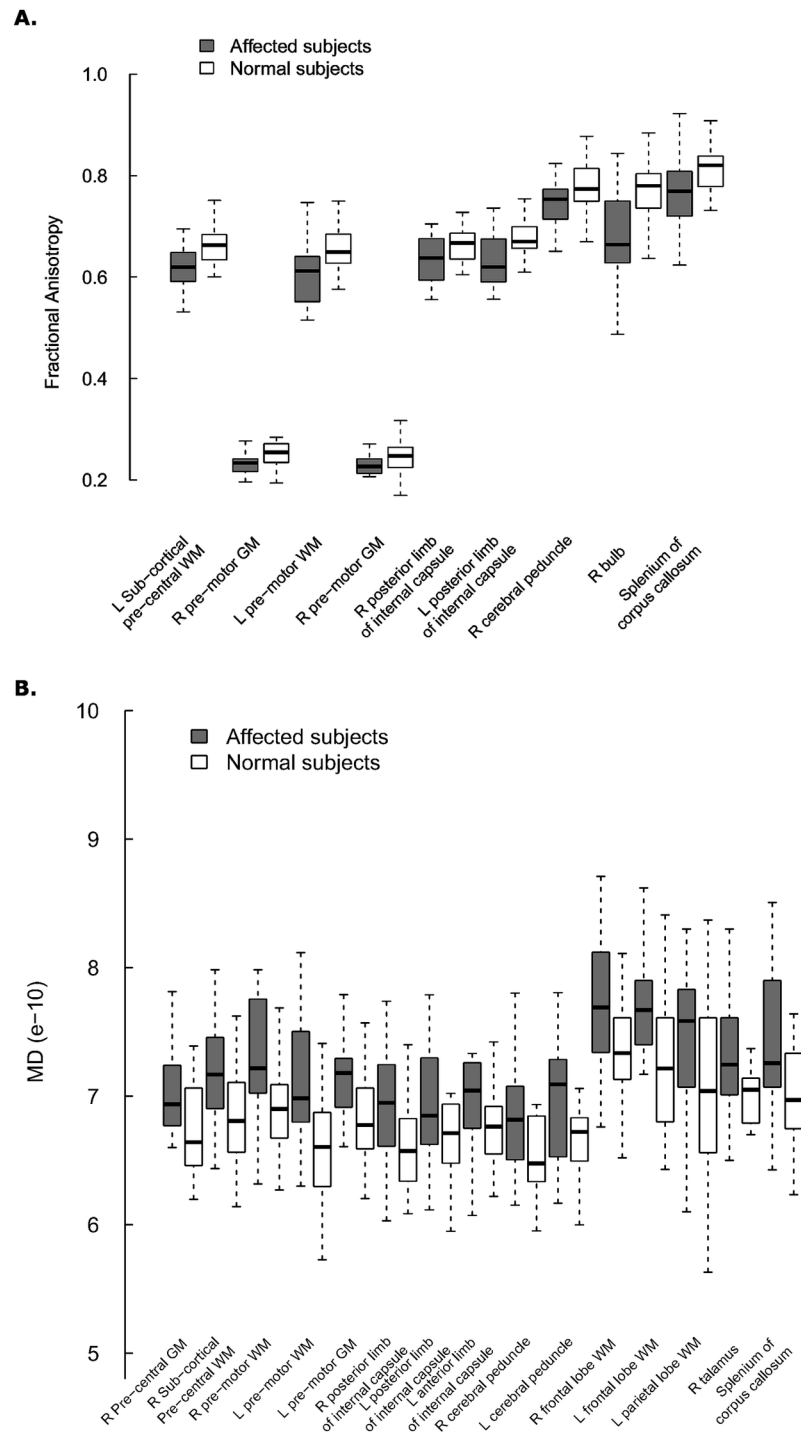 A.
Affected subjects
Normal subjects
Fractional Anisotropy
1.0
0.8
0.6
0.4
0.2
L Sub−cortical
pre−central WM
R pre−motor GM
L pre−motor WM
R pre−motor GM
R posterior limb
of internal capsule
L posterior limb
of internal capsule
R cerebral peduncle
R bulb
Splenium of
corpus callosum
B.
Affected subjects
Normal subjects
MD (e−10)
10
9
8
7
6
5
R Pre−central GM
R Sub−cortical
Pre−central WM
R pre−motor WM
L pre−motor WM
L pre−motor GM
R posterior limb
of internal capsule
L posterior limb
of internal capsule
L anterior limb
of internal capsule
R cerebral peduncle
L cerebral peduncle
R frontal lobe WM
L frontal lobe WM
L parietal lobe WM
R talamus
Splenium of
corpus callosum